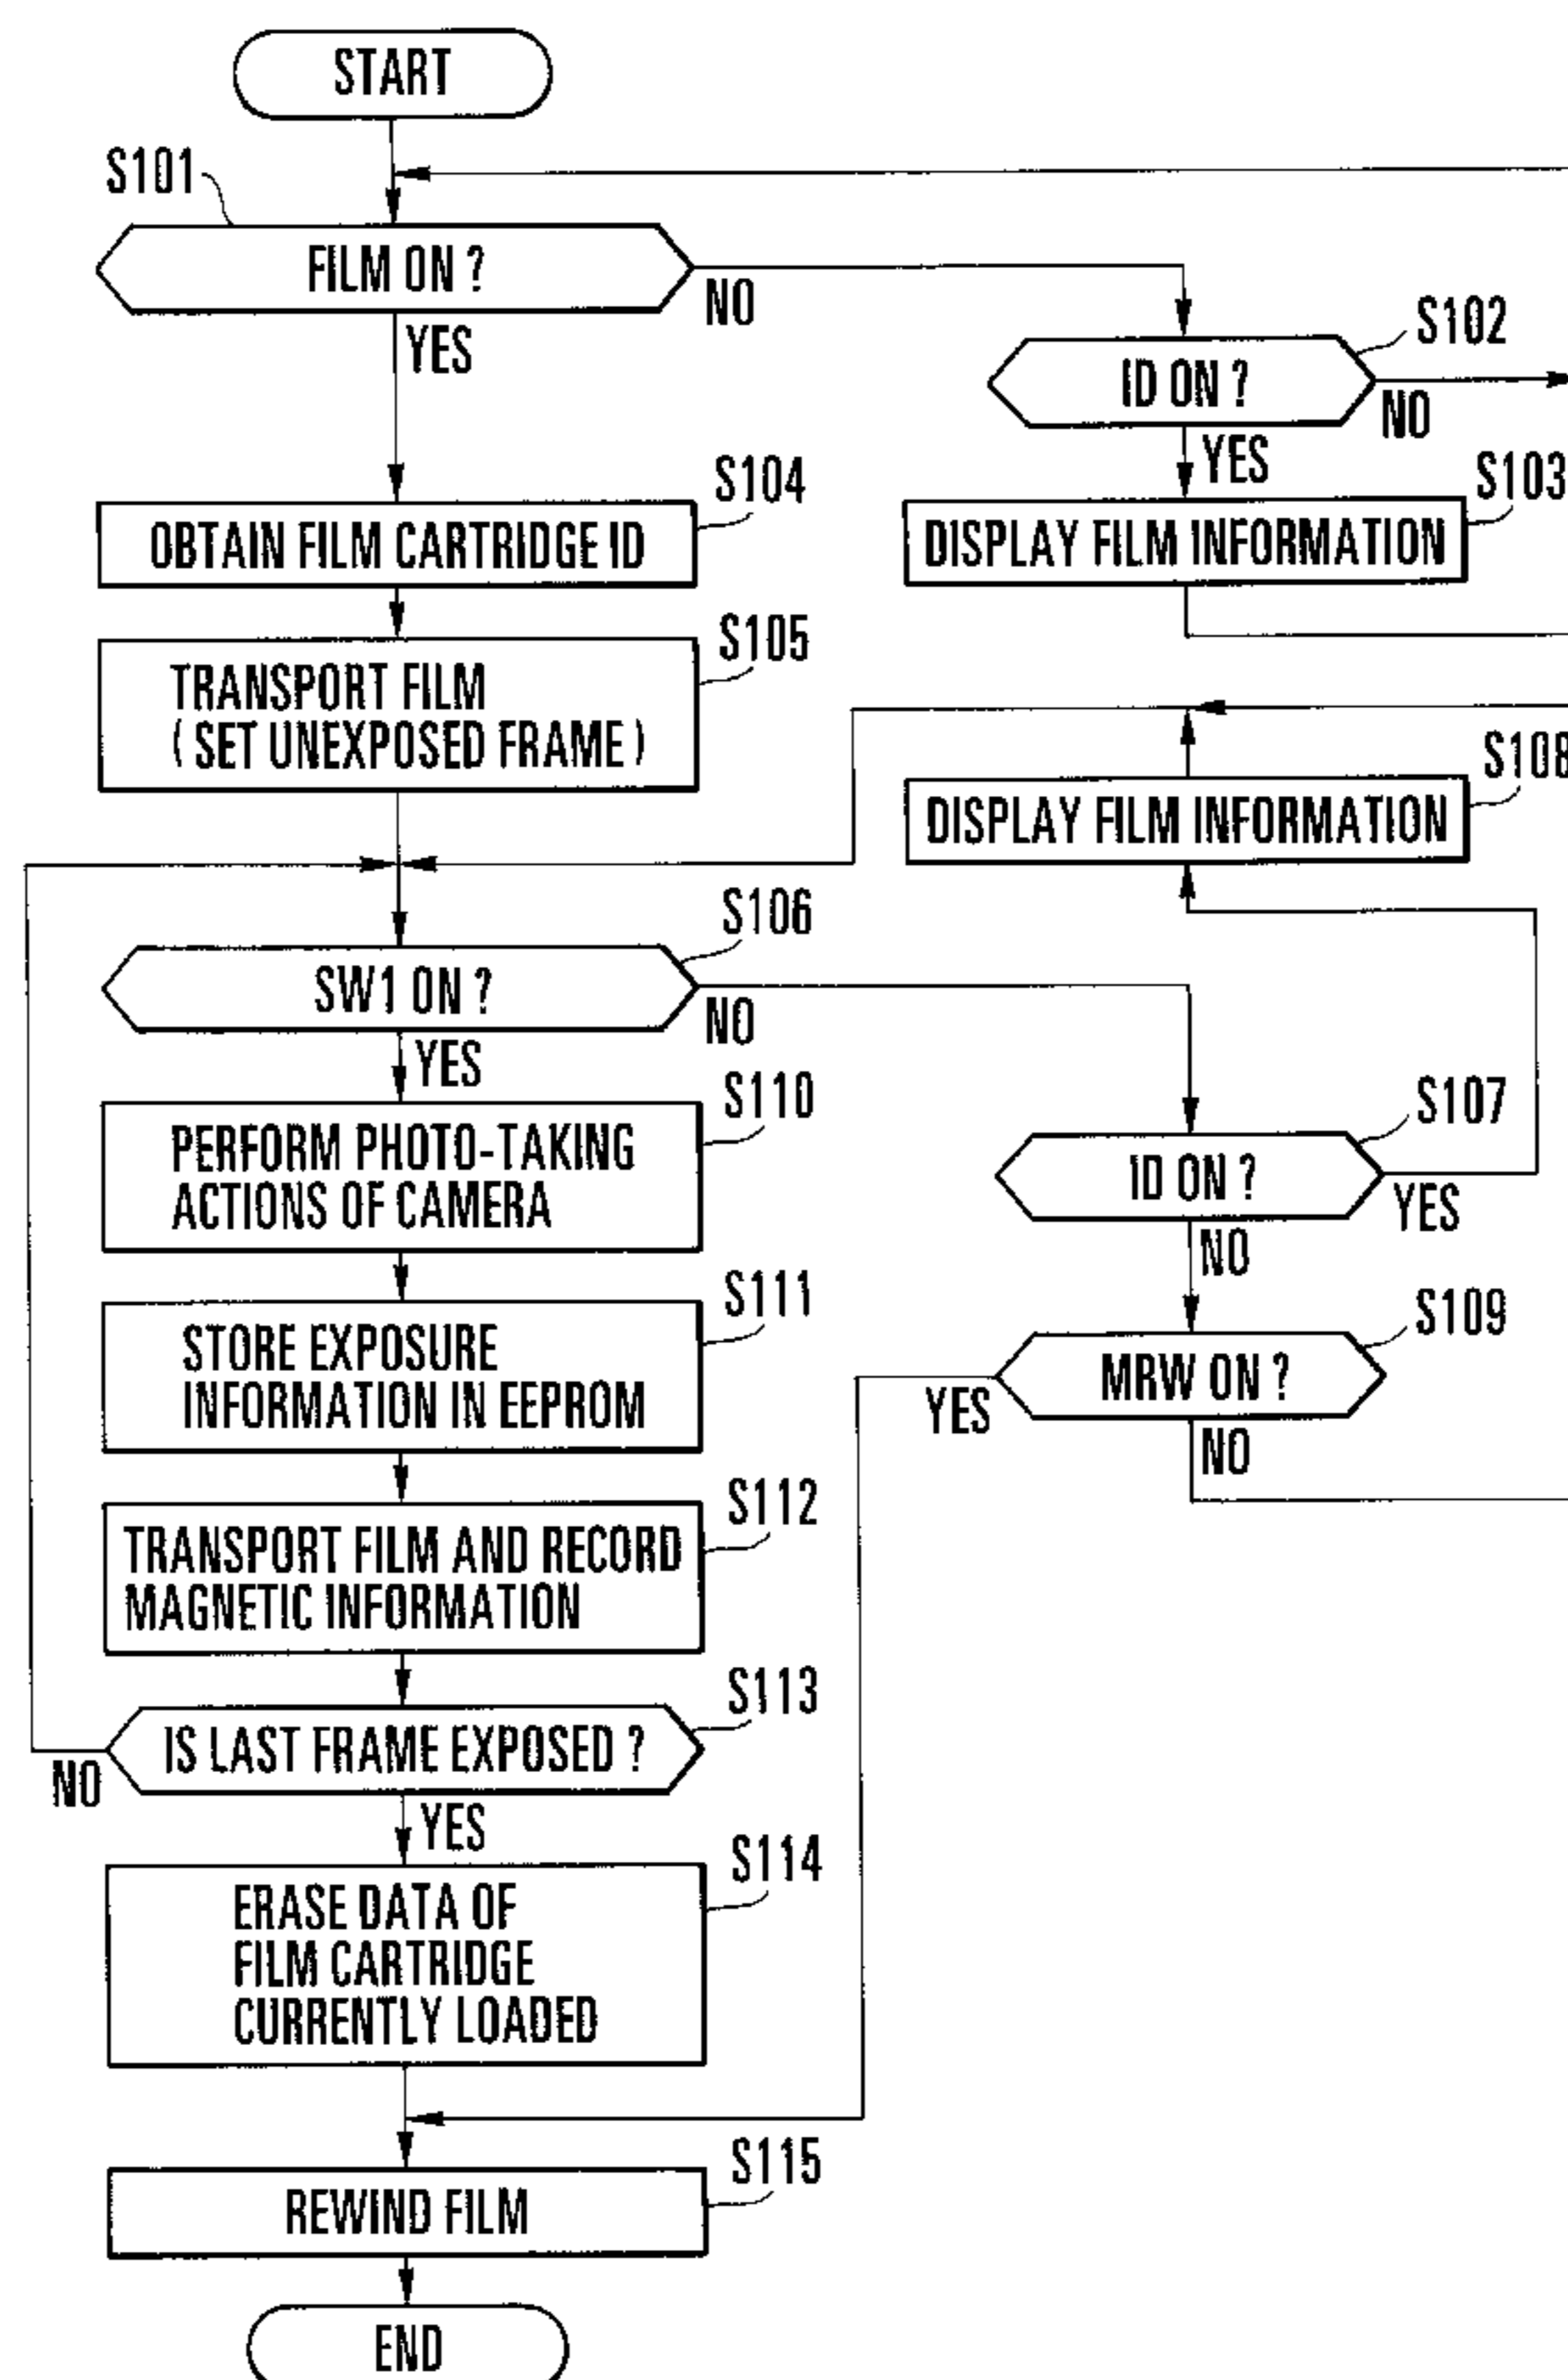 START
S101
FILM ON ?
NO
YES
S102
ID ON ?
NO
YES
S104
OBTAIN FILM CARTRIDGE ID
S103
DISPLAY FILM INFORMATION
S105
TRANSPORT FILM
( SET UNEXPOSED FRAME )
S108
DISPLAY FILM INFORMATION
S106
SW1 ON ?
NO
YES
S107
ID ON ?
YES
NO
S110
PERFORM PHOTO-TAKING
ACTIONS OF CAMERA
S109
MRW ON ?
YES
NO
S111
STORE EXPOSURE
INFORMATION IN EEPROM
S112
TRANSPORT FILM AND RECORD
MAGNETIC INFORMATION
S113
IS LAST FRAME EXPOSED ?
NO
YES
S114
ERASE DATA OF
FILM CARTRIDGE
CURRENTLY LOADED
S115
REWIND FILM
END